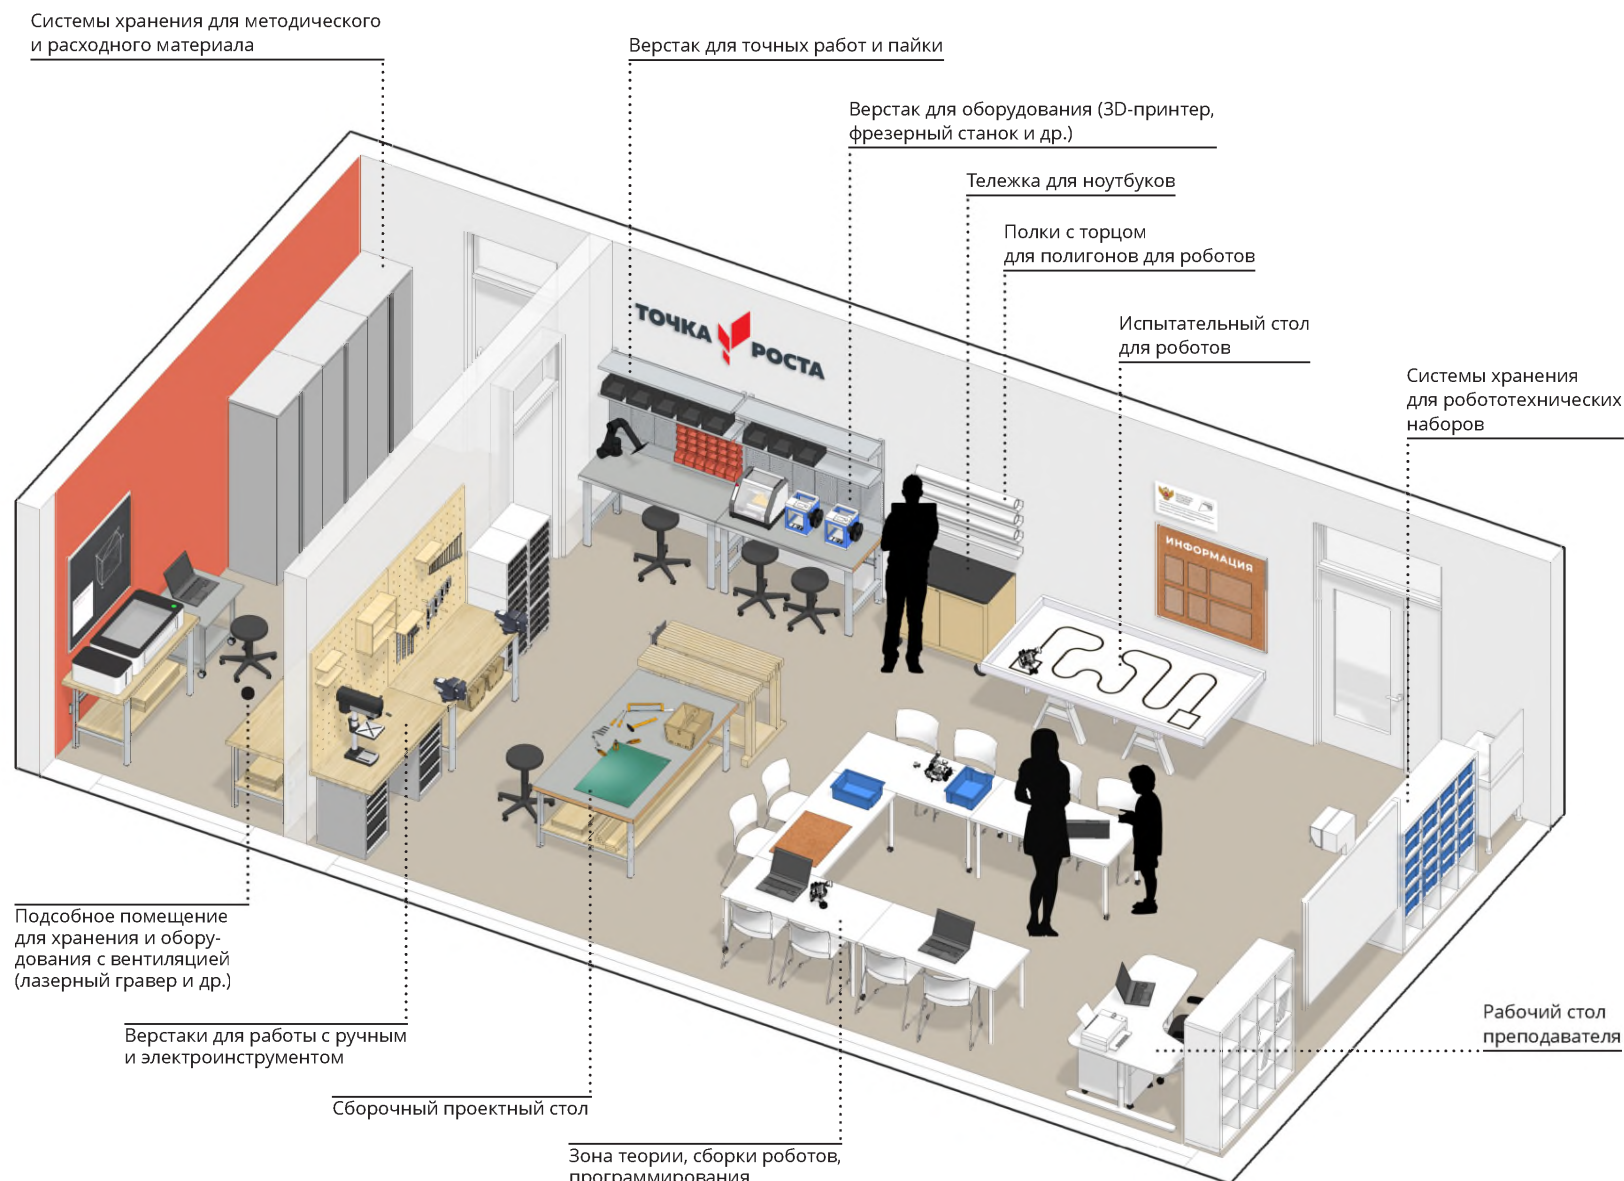 Системы хранения для методического
и расходного материала
Верстак для точных работ и пайки
Верстак для оборудования (3D-принтер,
фрезерный станок и др.)
Тележка для ноутбуков
Полки с торцом
для полигонов для роботов
Испытательный стол
для роботов
Системы хранения
для робототехнических
наборов
ТОЧКА
РОСТА
ИНФОРМАЦИЯ
Подсобное помещение
для хранения и обору-
дования с вентиляцией
(лазерный гравер и др.)
Верстаки для работы с ручным
и электроинструментом
Сборочный проектный стол
Зона теории, сборки роботов,
программирования
Рабочий стол
преподавателя